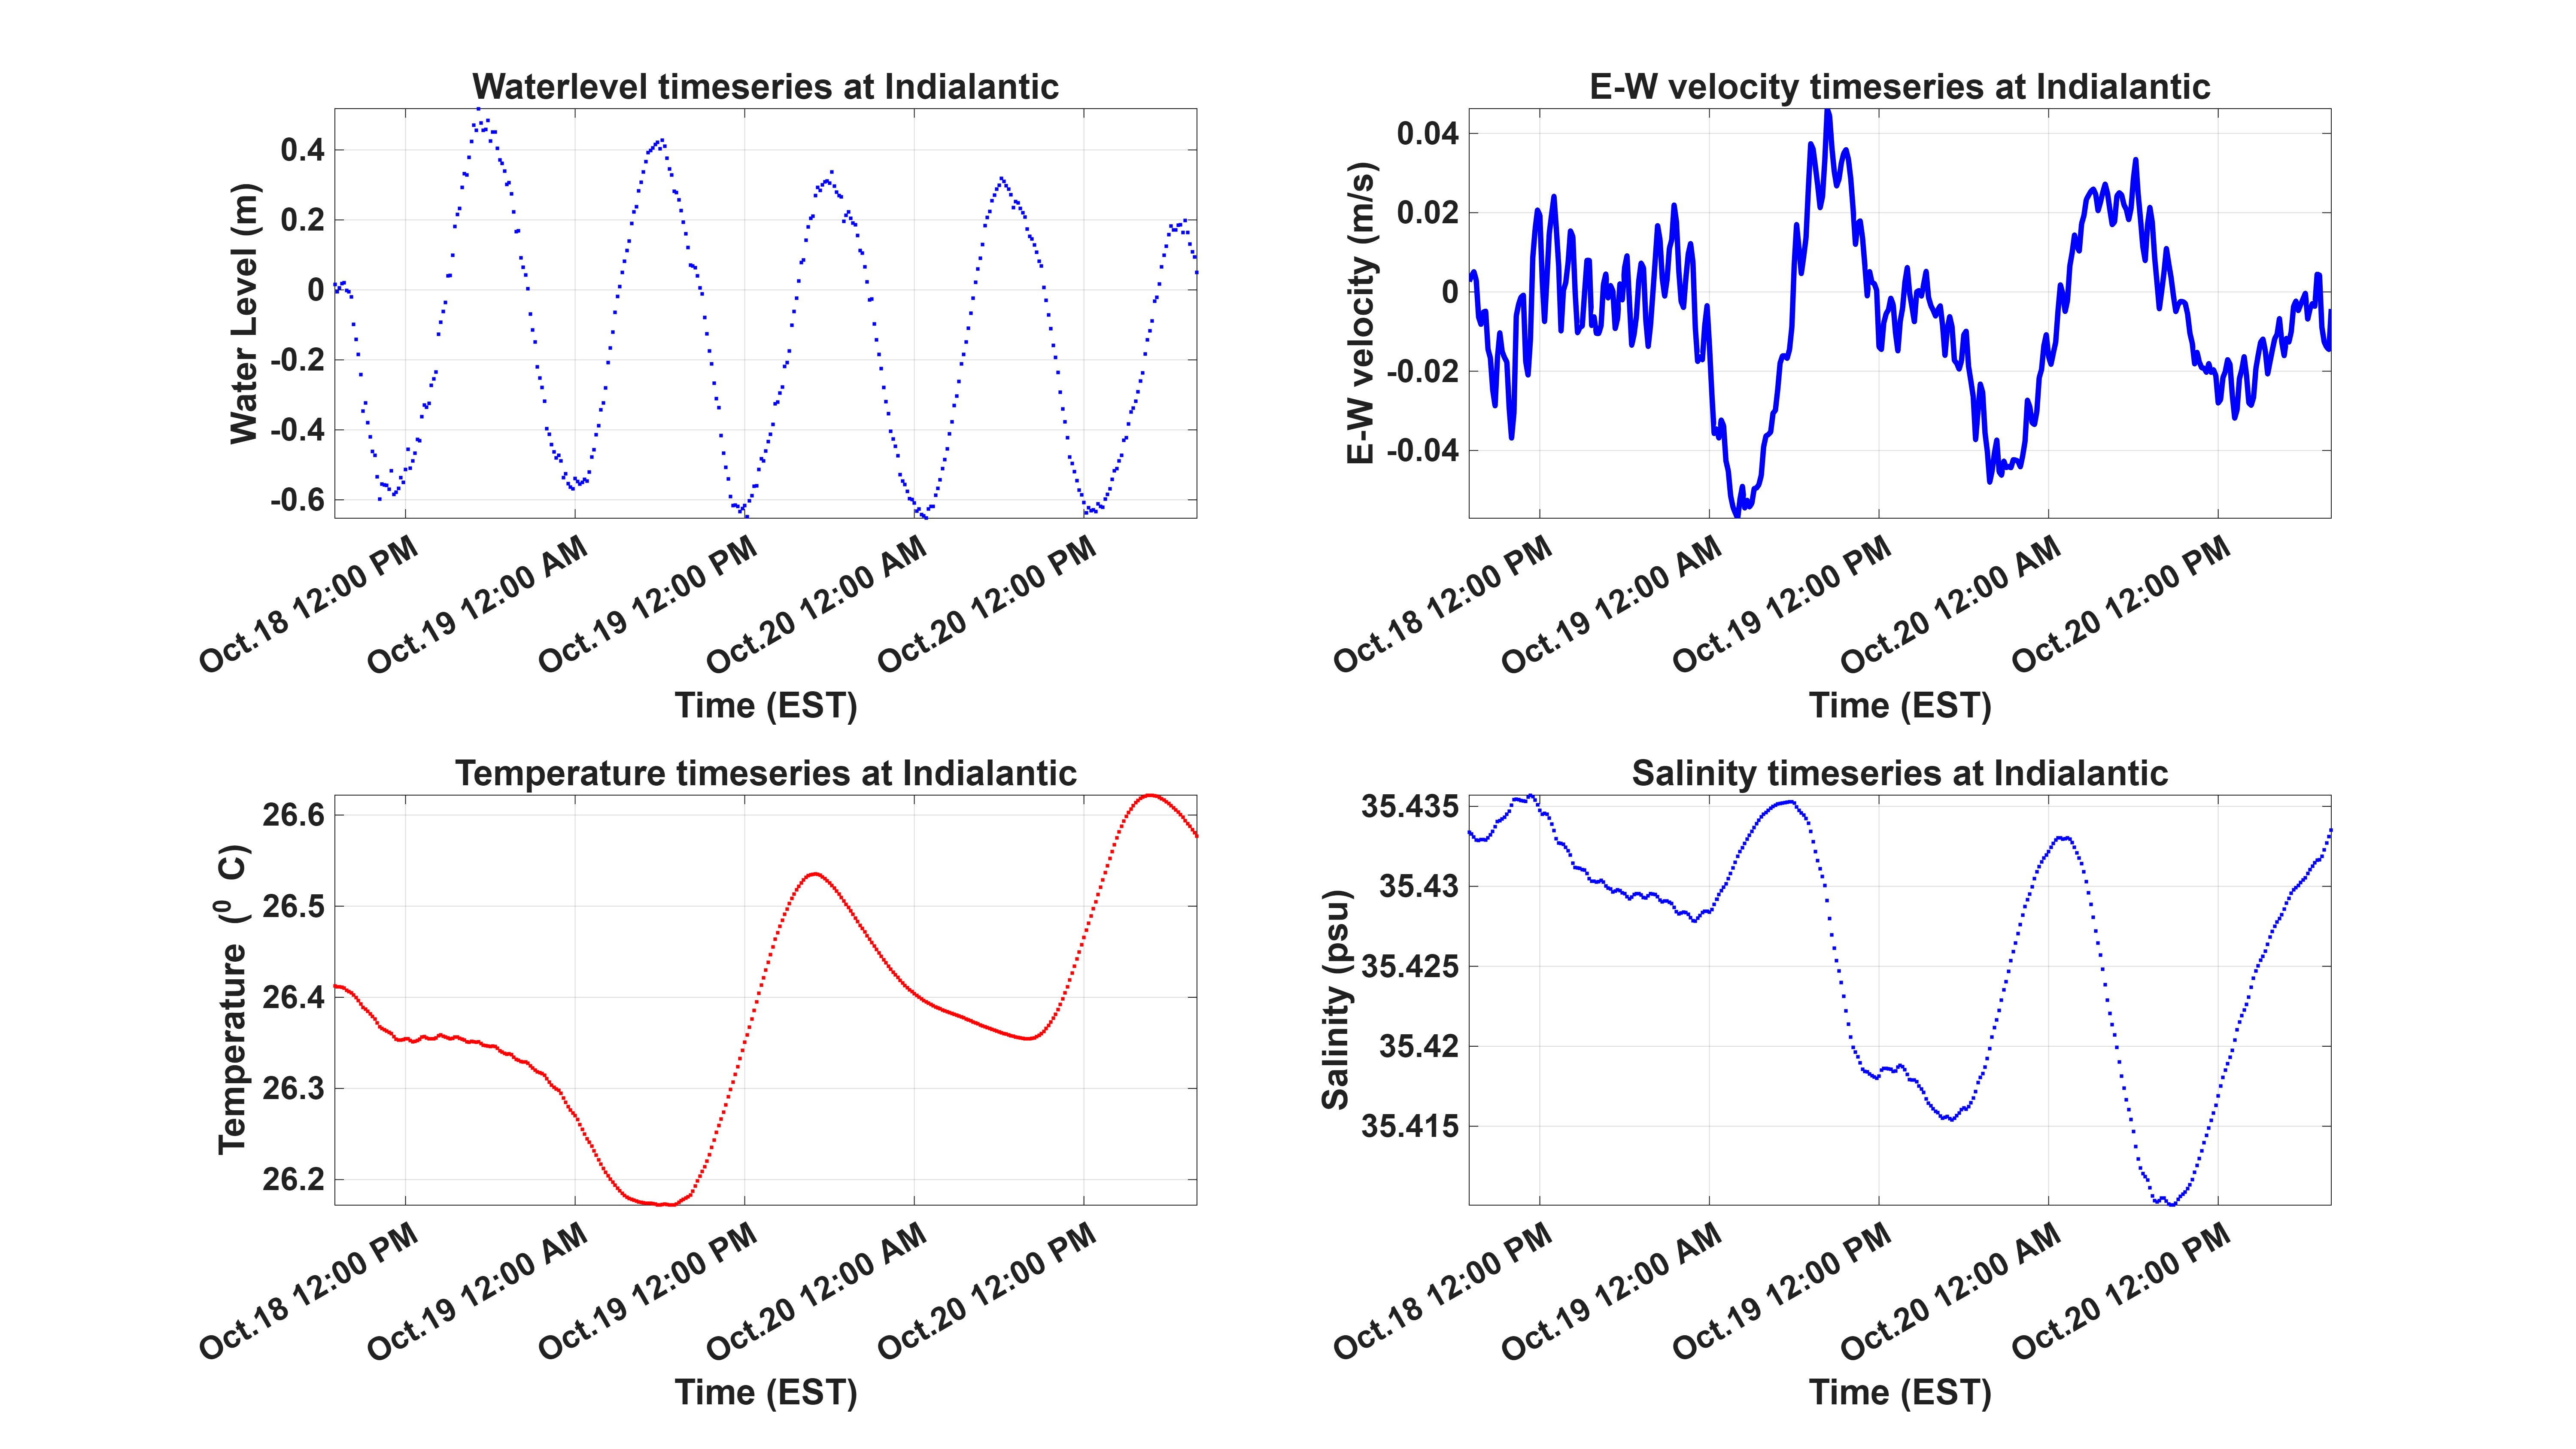 Waterlevel timeseries at Indialantic
Water Level (m)
0.4
0.2
0
-0.2
-0.4
-0.6
Oct.18 12:00 PM
Oct.19 12:00 AM
Oct.19 12:00 PM
Oct.20 12:00 AM
Oct.20 12:00 PM
Time (EST)
E-W velocity timeseries at Indialantic
E-W velocity (m/s)
0.04
0.02
0
-0.02
-0.04
Oct.18 12:00 PM
Oct.19 12:00 AM
Oct.19 12:00 PM
Oct.20 12:00 AM
Oct.20 12:00 PM
Time (EST)
Temperature timeseries at Indialantic
Temperature (⁰ C)
26.6
26.5
26.4
26.3
26.2
Oct.18 12:00 PM
Oct.19 12:00 AM
Oct.19 12:00 PM
Oct.20 12:00 AM
Oct.20 12:00 PM
Time (EST)
Salinity timeseries at Indialantic
Salinity (psu)
35.435
35.43
35.425
35.42
35.415
Oct.18 12:00 PM
Oct.19 12:00 AM
Oct.19 12:00 PM
Oct.20 12:00 AM
Oct.20 12:00 PM
Time (EST)